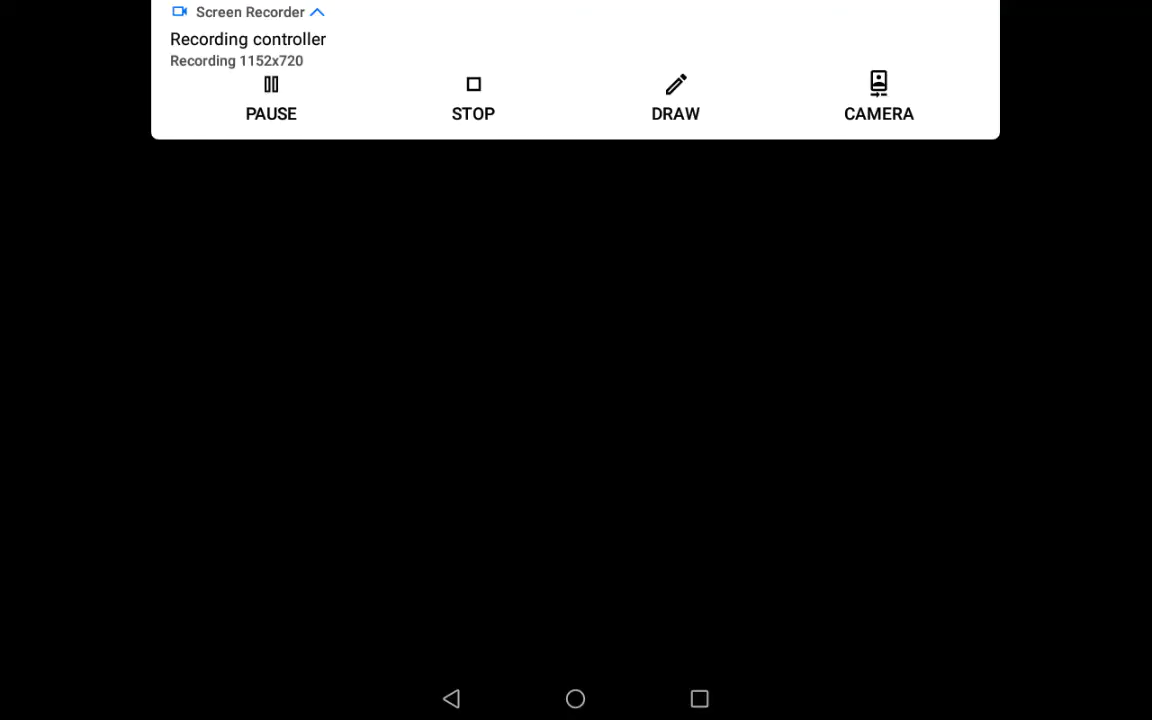 Screen Recorder
Recording controller
Recording 1152x720
PAUSE STOP DRAW CAMERA